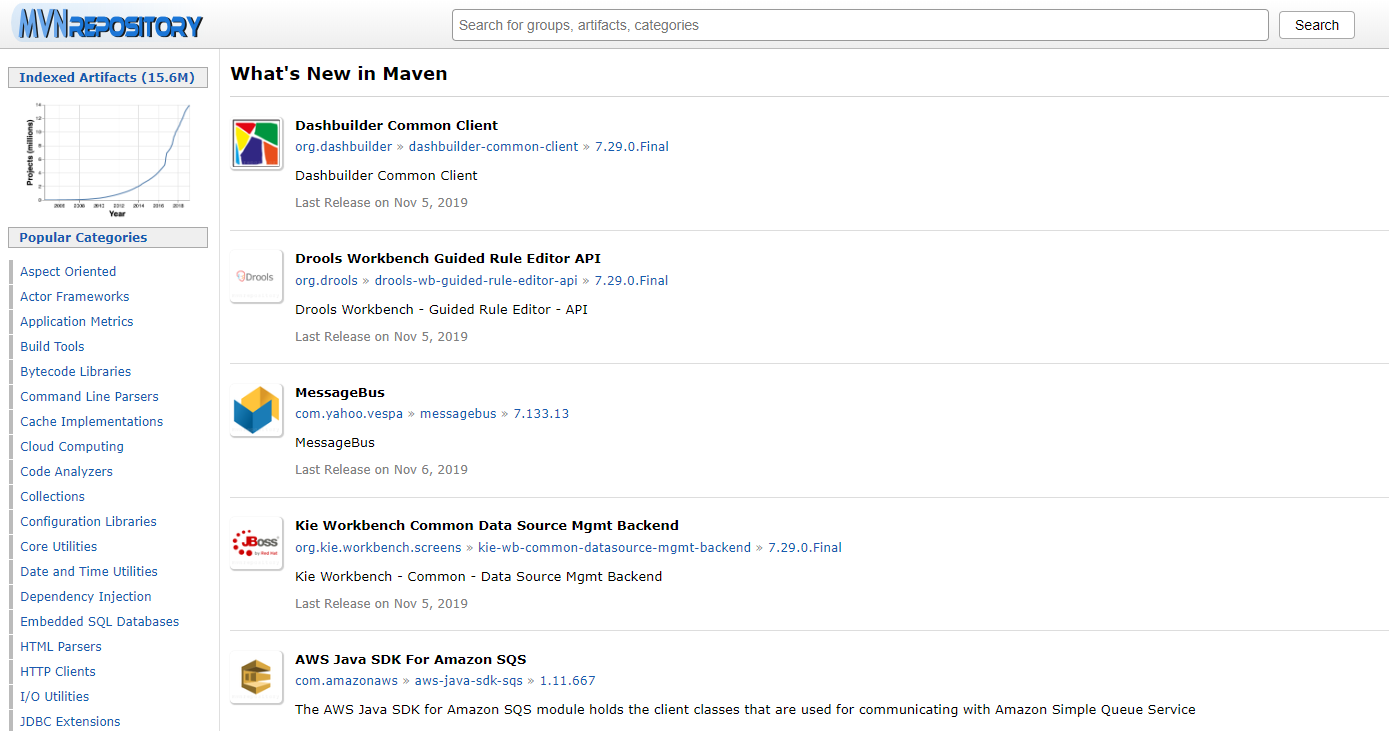 MVNREPOSITORY
Search for groups, artifacts, categories
Search
Indexed Artifacts (15.6M)
Projects (millions)
14
12
10
8
6
4
2
0
2006 2008 2010 2012 2014 2016 2018
Year
Popular Categories
Aspect Oriented
Actor Frameworks
Application Metrics
Build Tools
Bytecode Libraries
Command Line Parsers
Cache Implementations
Cloud Computing
Code Analyzers
Collections
Configuration Libraries
Core Utilities
Date and Time Utilities
Dependency Injection
Embedded SQL Databases
HTML Parsers
HTTP Clients
I/O Utilities
JDBC Extensions
What's New in Maven
Dashbuilder Common Client
org.dashbuilder » dashbuilder-common-client » 7.29.0.Final
Dashbuilder Common Client
Last Release on Nov 5, 2019
Drools
Drools Workbench Guided Rule Editor API
org.drools » drools-wb-guided-rule-editor-api » 7.29.0.Final
Drools Workbench - Guided Rule Editor - API
Last Release on Nov 5, 2019
MessageBus
com.yahoo.vespa » messagebus » 7.133.13
MessageBus
Last Release on Nov 6, 2019
JBoss
by Red Hat
Kie Workbench Common Data Source Mgmt Backend
org.kie.workbench.screens » kie-wb-common-datasource-mgmt-backend » 7.29.0.Final
Kie Workbench - Common - Data Source Mgmt Backend
Last Release on Nov 5, 2019
AWS Java SDK For Amazon SQS
com.amazonaws » aws-java-sdk-sqs » 1.11.667
The AWS Java SDK for Amazon SQS module holds the client classes that are used for communicating with Amazon Simple Queue Service